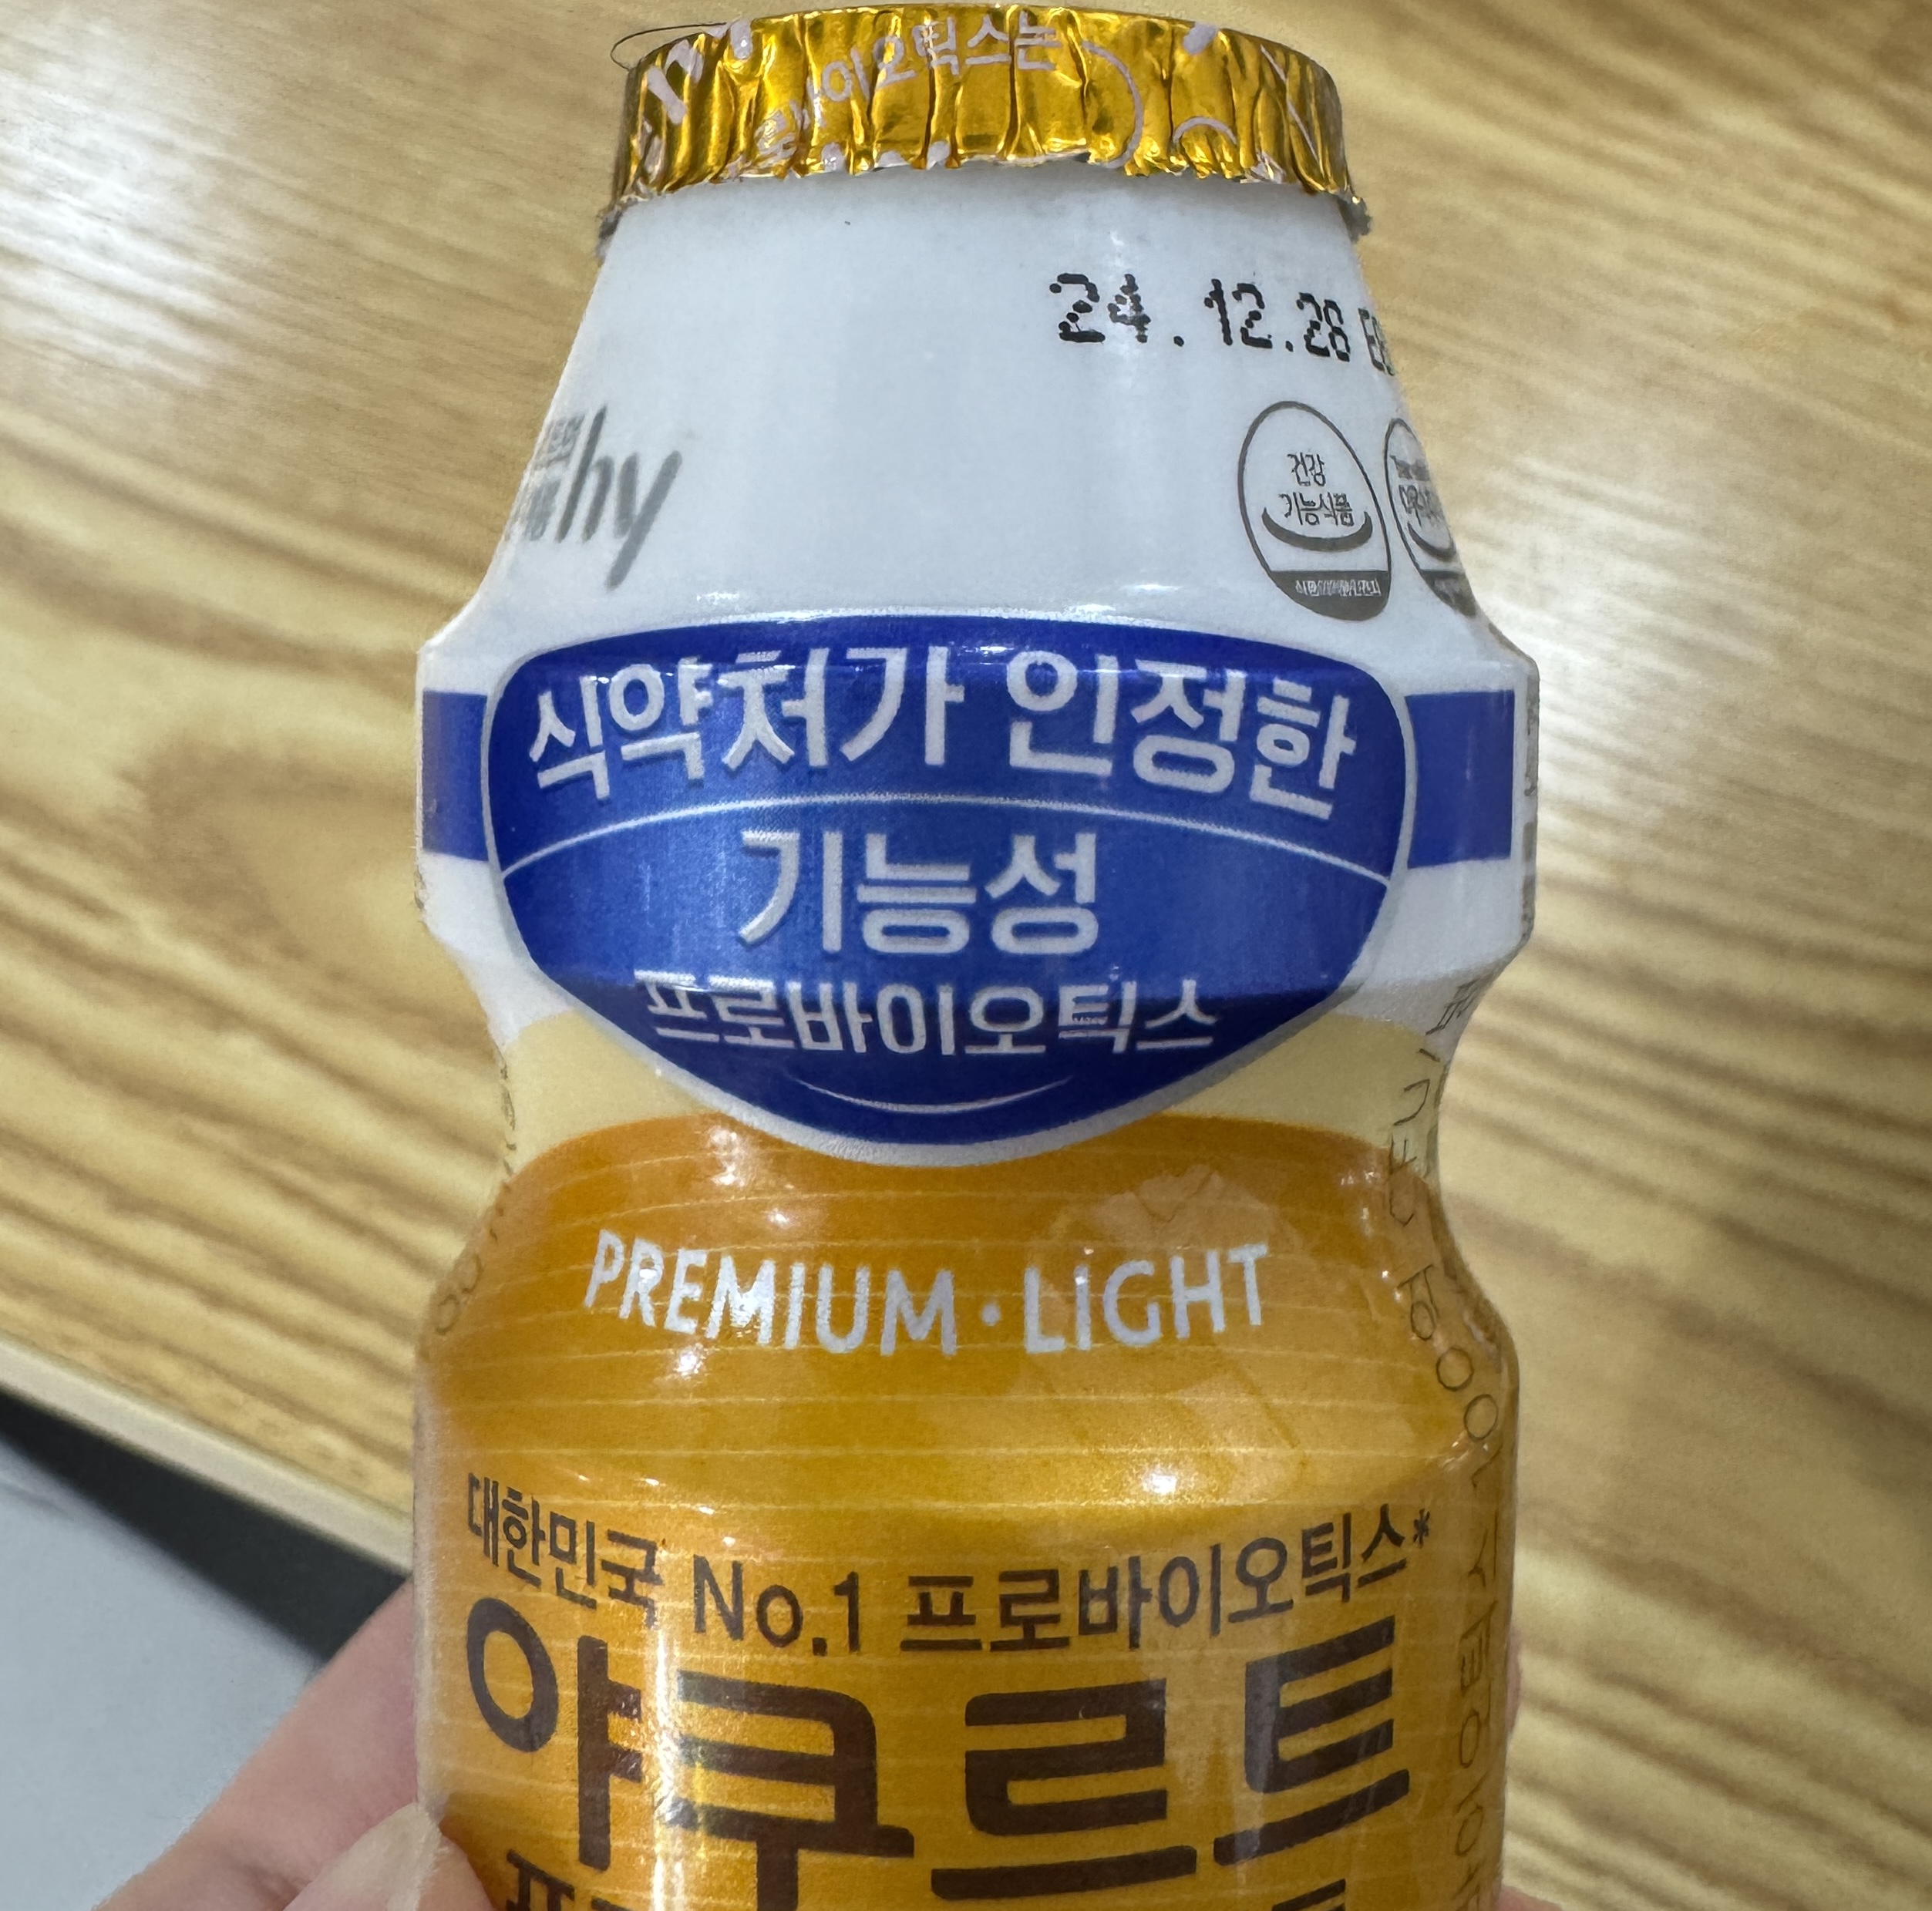 바이오틱스는
24.12.28
hy
건강
기능식품
식약처가 인정한
기능성
프로바이오틱스
PREMIUM·LIGHT
대한민국 No.1 프로바이오틱스*
야쿠르트